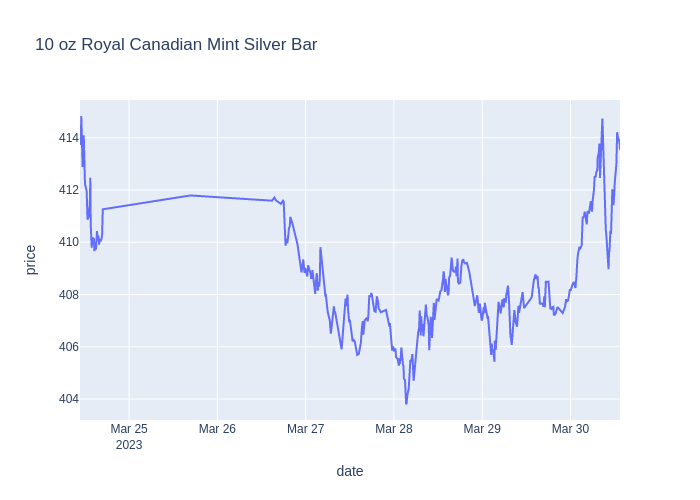 10 oz Royal Canadian Mint Silver Bar
414
412
410
408
406
404
price
Mar 25
2023
Mar 26
Mar 27
Mar 28
Mar 29
Mar 30
date